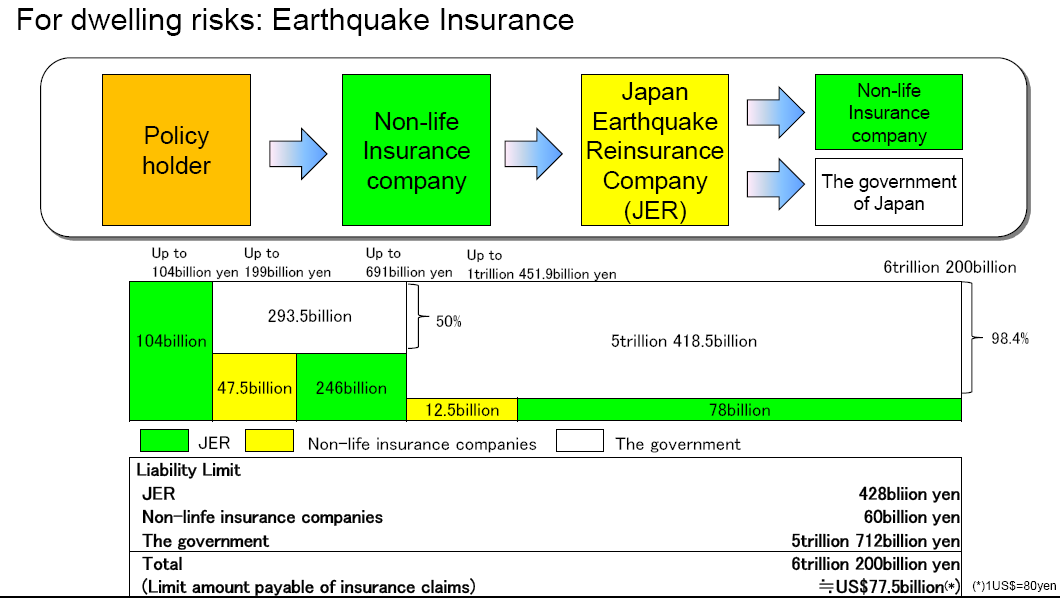 For dwelling risks: Earthquake Insurance
Policy
holder
Non-life
Insurance
company
Japan
Earthquake
Reinsurance
Company
(JER)
Non-life
Insurance
company
The government
of Japan
Up to
104billion yen
Up to
199billion yen
Up to
691billion yen
Up to
1trillion 451.9billion yen
6trillion 200billion
104billion
293.5billion
50%
47.5billion
246billion
5trillion 418.5billion
98.4%
12.5billion
78billion
JER
Non-life insurance companies
The government
Liability Limit
JER 428bliion yen
Non-linfe insurance companies 60billion yen
The government 5trillion 712billion yen
Total 6trillion 200billion yen
(Limit amount payable of insurance claims) ≒US$77.5billion(*)
(*)1US$=80yen